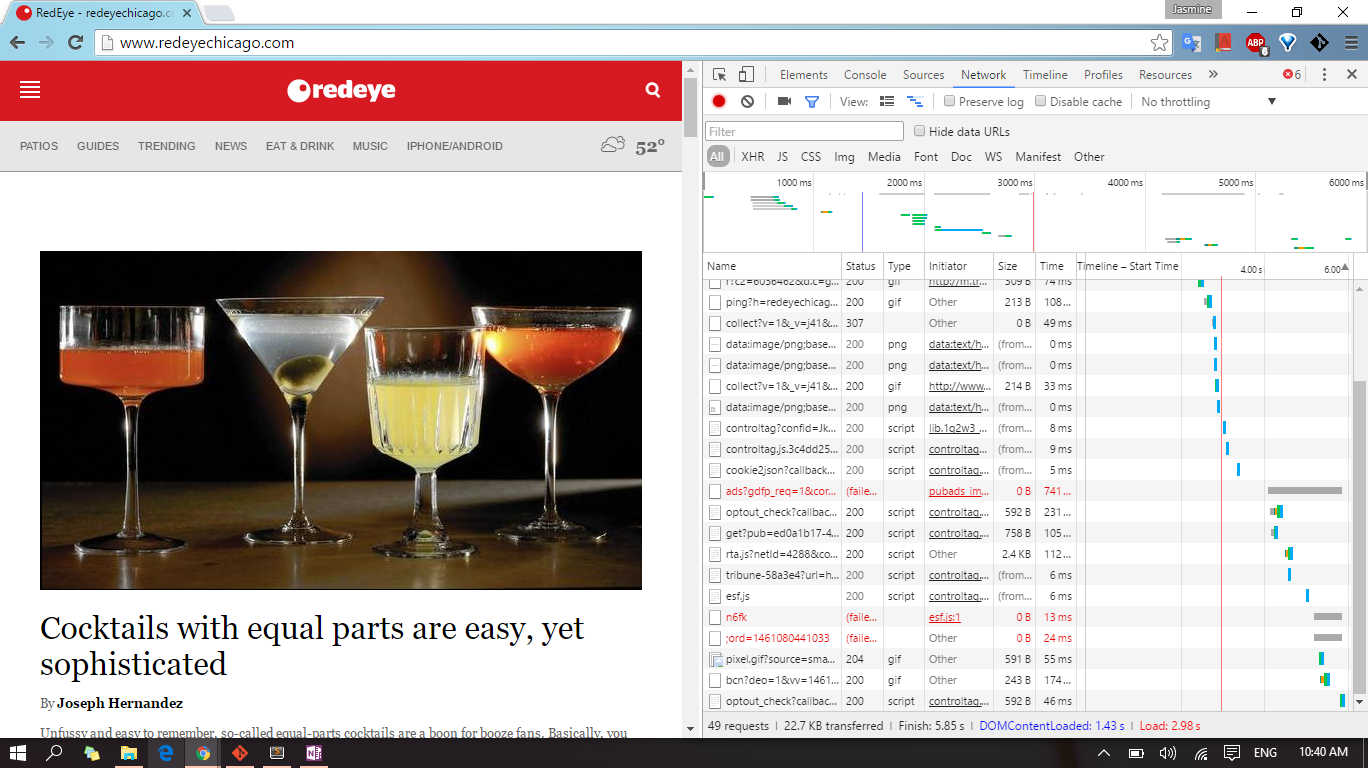 RedEye - redeyechicago.co
Jasmine
www.redeyechicago.com
ABP
6
redeye
PATIOS GUIDES TRENDING NEWS EAT & DRINK MUSIC IPHONE/ANDROID 52°
Cocktails with equal parts are easy, yet
sophisticated
By Joseph Hernandez
Unfussy and easy to remember, so-called equal-parts cocktails are a boon for booze fans. Basically, you
Elements Console Sources Network Timeline Profiles Resources » 6
View: Preserve log Disable cache No throttling
Filter Hide data URLs
All XHR JS CSS Img Media Font Doc WS Manifest Other
1000 ms 2000 ms 3000 ms 4000 ms 5000 ms 6000 ms
Name Status Type Initiator Size Time Timeline – Start Time 4.00 s 6.00
r?cz=6036462&d.c=g... 200 gif http://m.tr... 309 B 74 ms
ping?h=redeyechicag... 200 gif Other 213 B 108...
collect?v=1&_v=j41&... 307 Other 0 B 49 ms
data:image/png;base... 200 png data:text/h... (from... 0 ms
data:image/png;base... 200 png data:text/h... (from... 0 ms
collect?v=1&_v=j41&... 200 gif http://www... 214 B 33 ms
data:image/png;base... 200 png data:text/h... (from... 0 ms
controltag?confid=Jk... 200 script lib.1q2w3_... (from... 8 ms
controltag.js.3c4dd25... 200 script controltag.... (from... 9 ms
cookie2json?callback... 200 script controltag.... (from... 5 ms
ads?gdfp_req=1&cor... (faile... pubads_im... 0 B 741...
optout_check?callbac... 200 script controltag.... 592 B 231...
get?pub=ed0a1b17-4... 200 script controltag.... 758 B 105...
rta.js?netId=4288&co... 200 script Other 2.4 KB 112...
tribune-58a3e4?url=h... 200 script controltag.... (from... 6 ms
esf.js 200 script controltag.... (from... 6 ms
n6fk (faile... esf.js:1 0 B 13 ms
;ord=1461080441033 (faile... Other 0 B 24 ms
pixel.gif?source=sma... 204 gif Other 591 B 55 ms
bcn?deo=1&vv=1461... 200 gif Other 243 B 174...
optout_check?callbac... 200 script controltag.... 592 B 46 ms
49 requests | 22.7 KB transferred | Finish: 5.85 s | DOMContentLoaded: 1.43 s | Load: 2.98 s
ENG 10:40 AM